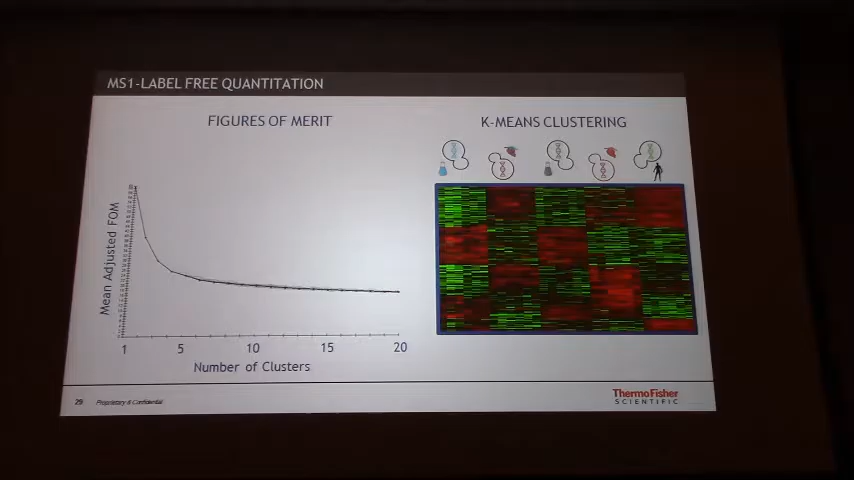 MS1-LABEL FREE QUANTITATION
FIGURES OF MERIT
K-MEANS CLUSTERING
Mean Adjusted FOM
1 5 10 15 20
Number of Clusters
29 Proprietary & Confidential
ThermoFisher
SCIENTIFIC